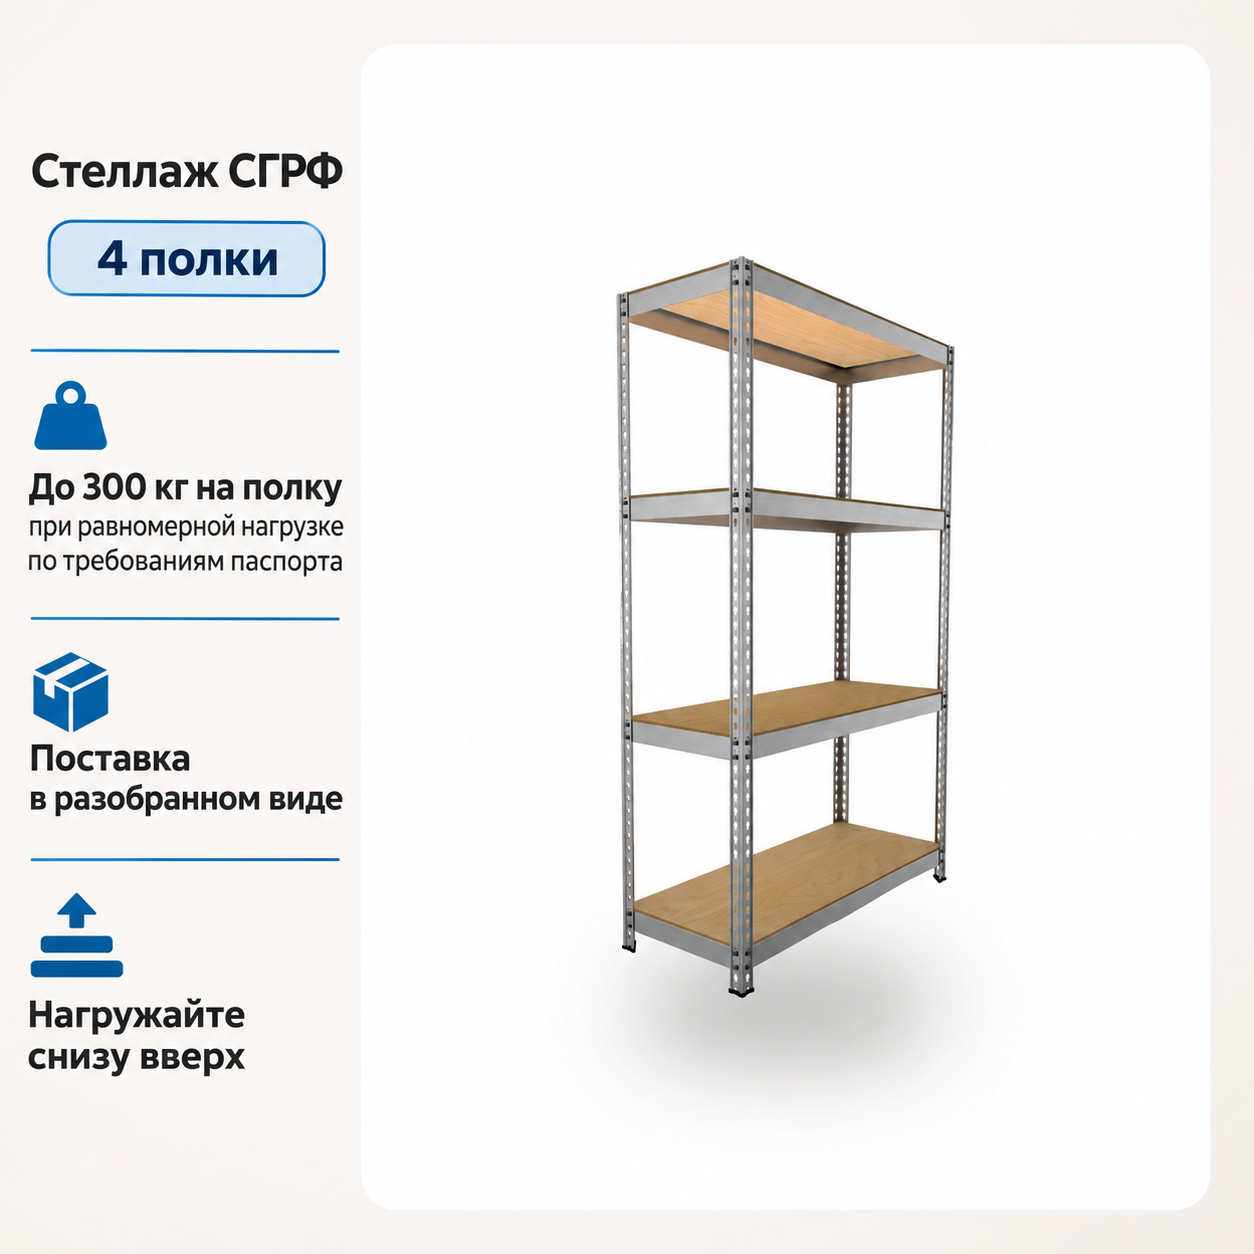 Стеллаж СГРФ
4 полки
До 300 кг на полку
при равномерной нагрузке
по требованиям паспорта
Поставка
в разобранном виде
Нагружайте
снизу вверх